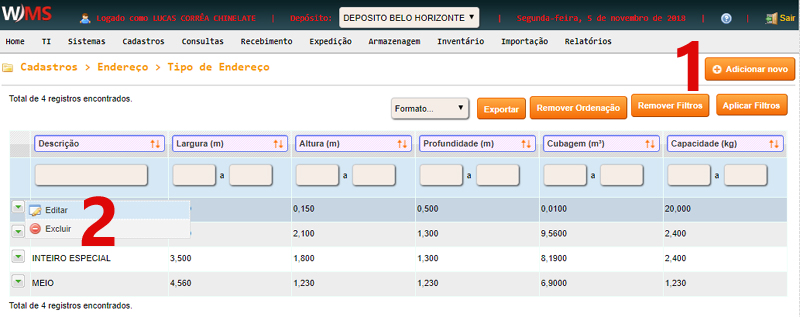 WMS Logado como LUCAS CORRÊA CHINELATE | Depósito: DEPOSITO BELO HORIZONTE | Segunda-feira, 5 de novembro de 2018 | Sair
Home TI Sistemas Cadastros Consultas Recebimento Expedição Armazenagem Inventário Importação Relatórios
1
Cadastros > Endereço > Tipo de Endereço Adicionar novo
Total de 4 registros encontrados.
Formato... Exportar Remover Ordenação Remover Filtros Aplicar Filtros
Descrição Largura (m) Altura (m) Profundidade (m) Cubagem (m³) Capacidade (kg)
a a a a a
Editar 0,150 0,500 0,0100 20,000
2
Excluir 2,100 1,300 9,5600 2,400
INTEIRO ESPECIAL 3,500 1,800 1,300 8,1900 2,400
MEIO 4,560 1,230 1,230 6,9000 1,230
Total de 4 registros encontrados.